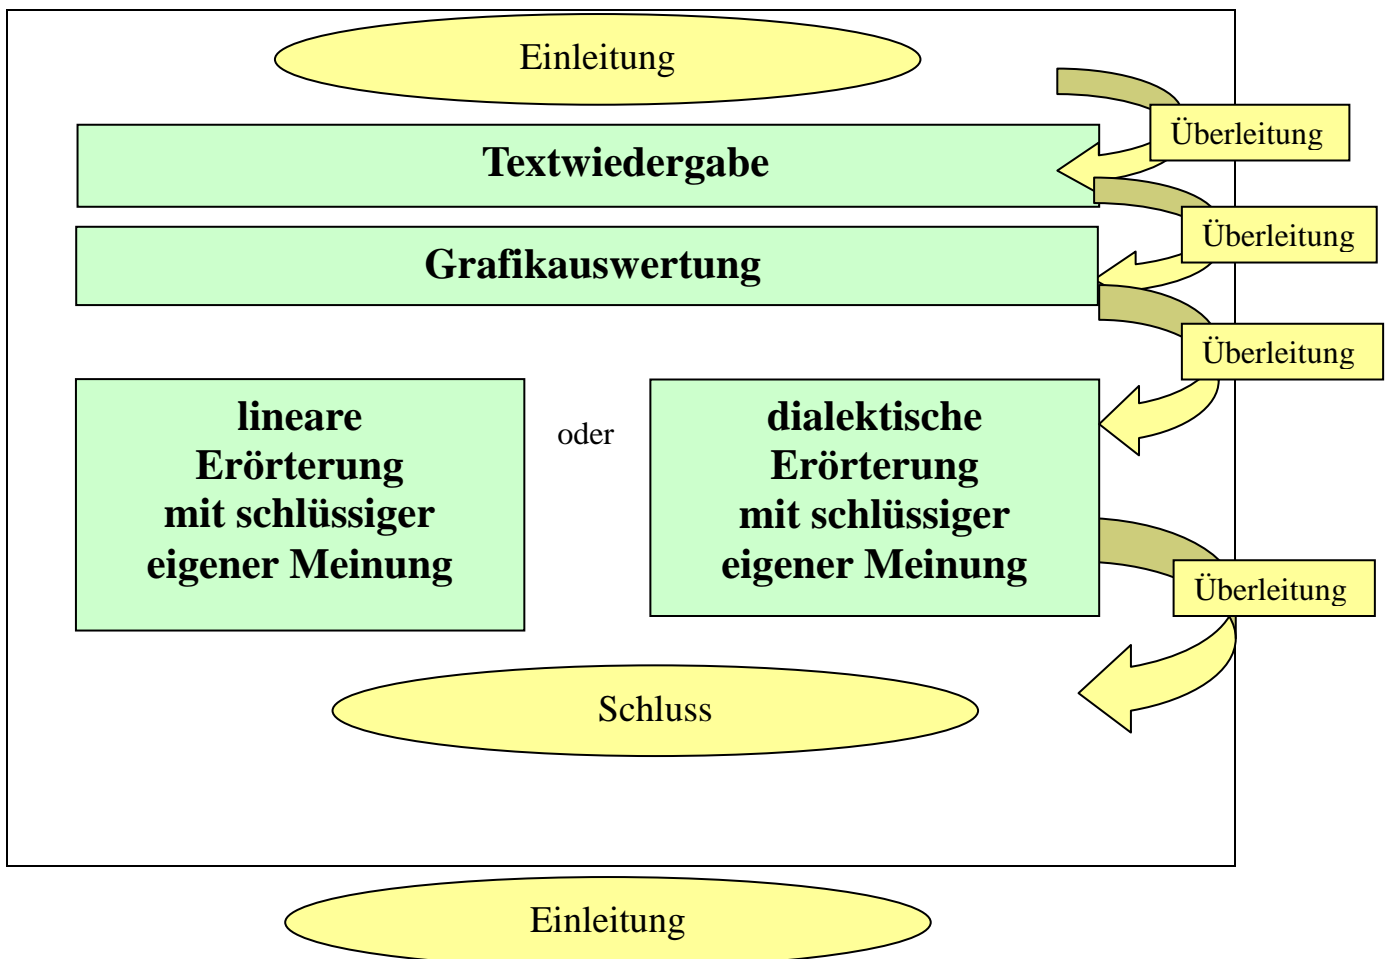 Einleitung
Überleitung
Textwiedergabe
Überleitung
Grafikauswertung
Überleitung
lineare
Erörterung
mit schlüssiger
eigener Meinung
oder
dialektische
Erörterung
mit schlüssiger
eigener Meinung
Überleitung
Schluss
Einleitung